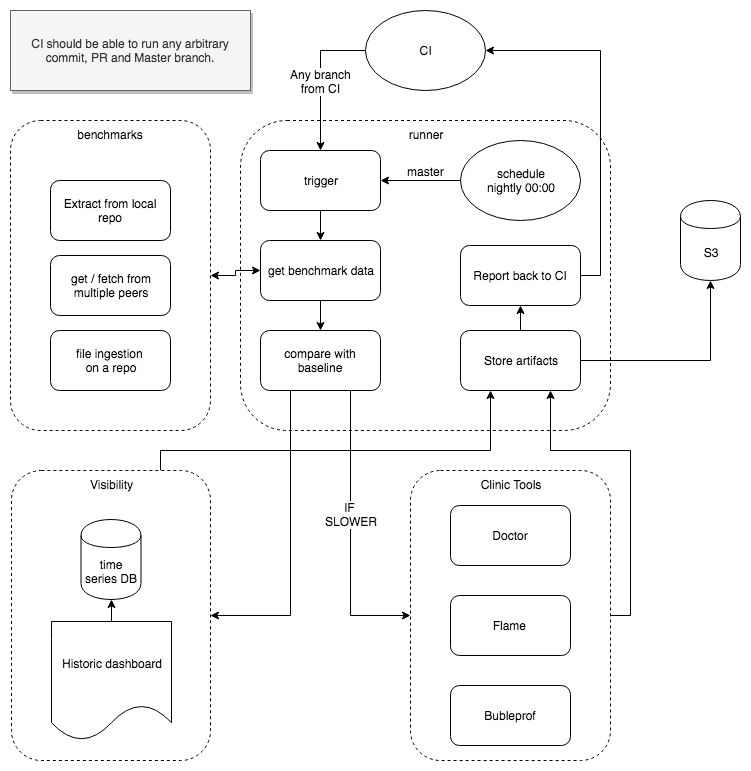 CI should be able to run any arbitrary
commit, PR and Master branch.
CI
Any branch
from CI
benchmarks
runner
Extract from local
repo
get / fetch from
multiple peers
file ingestion
on a repo
trigger
master
schedule
nightly 00:00
get benchmark data
Report back to CI
S3
compare with
baseline
Store artifacts
Visibility
time
series DB
Historic dashboard
IF
SLOWER
Clinic Tools
Doctor
Flame
Bubleprof